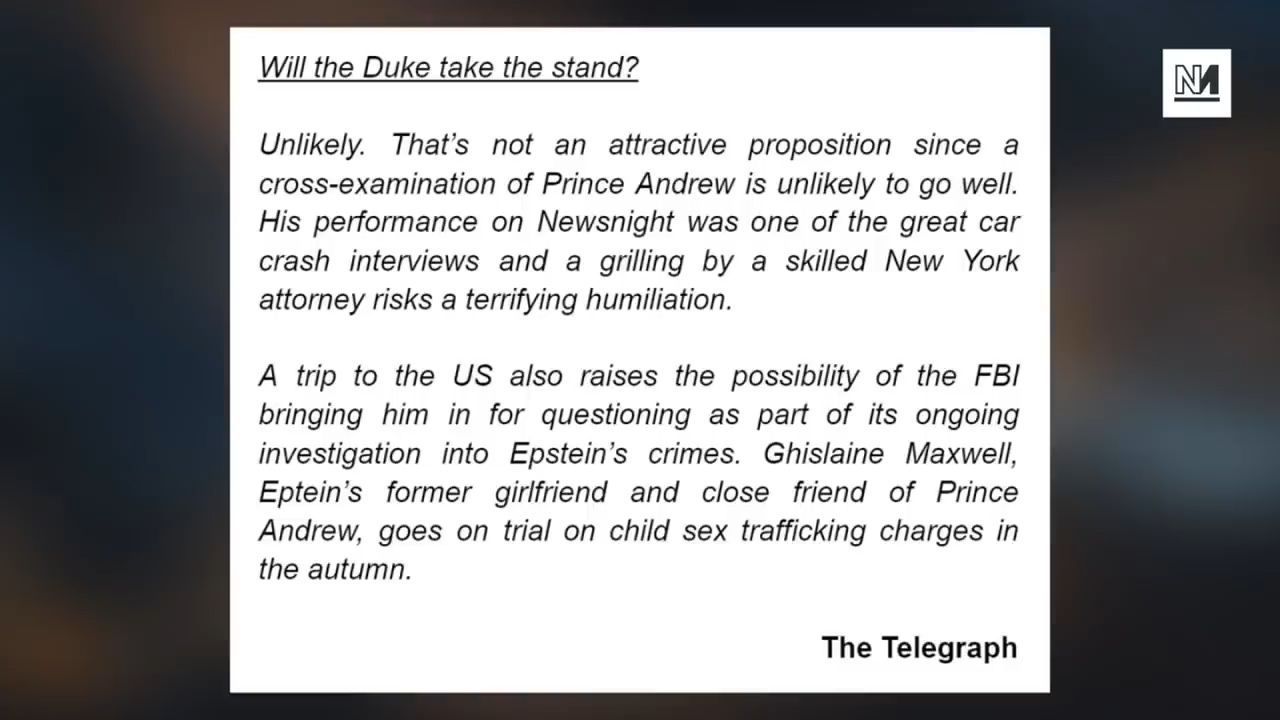 Will the Duke take the stand?
Unlikely. That's not an attractive proposition since a
cross-examination of Prince Andrew is unlikely to go well.
His performance on Newsnight was one of the great car
crash interviews and a grilling by a skilled New York
attorney risks a terrifying humiliation.
A trip to the US also raises the possibility of the FBI
bringing him in for questioning as part of its ongoing
investigation into Epstein's crimes. Ghislaine Maxwell,
Eptein's former girlfriend and close friend of Prince
Andrew, goes on trial on child sex trafficking charges in
the autumn.
The Telegraph
NM